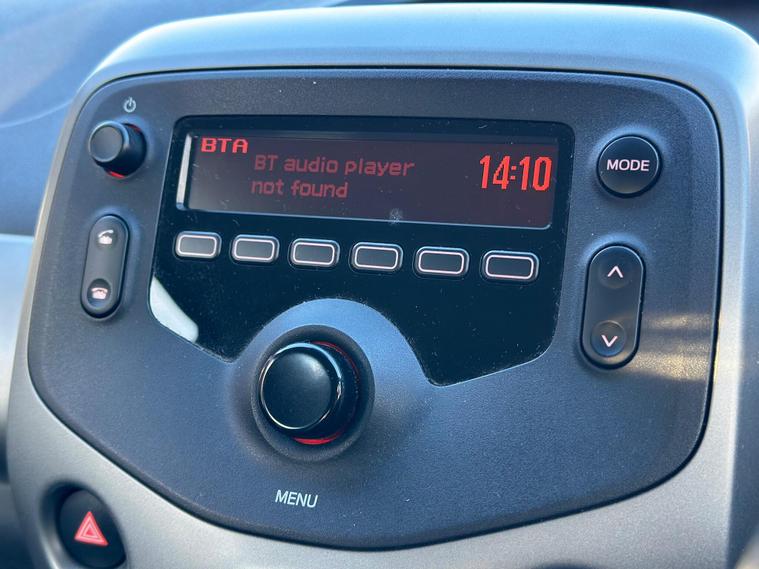 BTA
BT audio player
not found
14:10
MODE
MENU